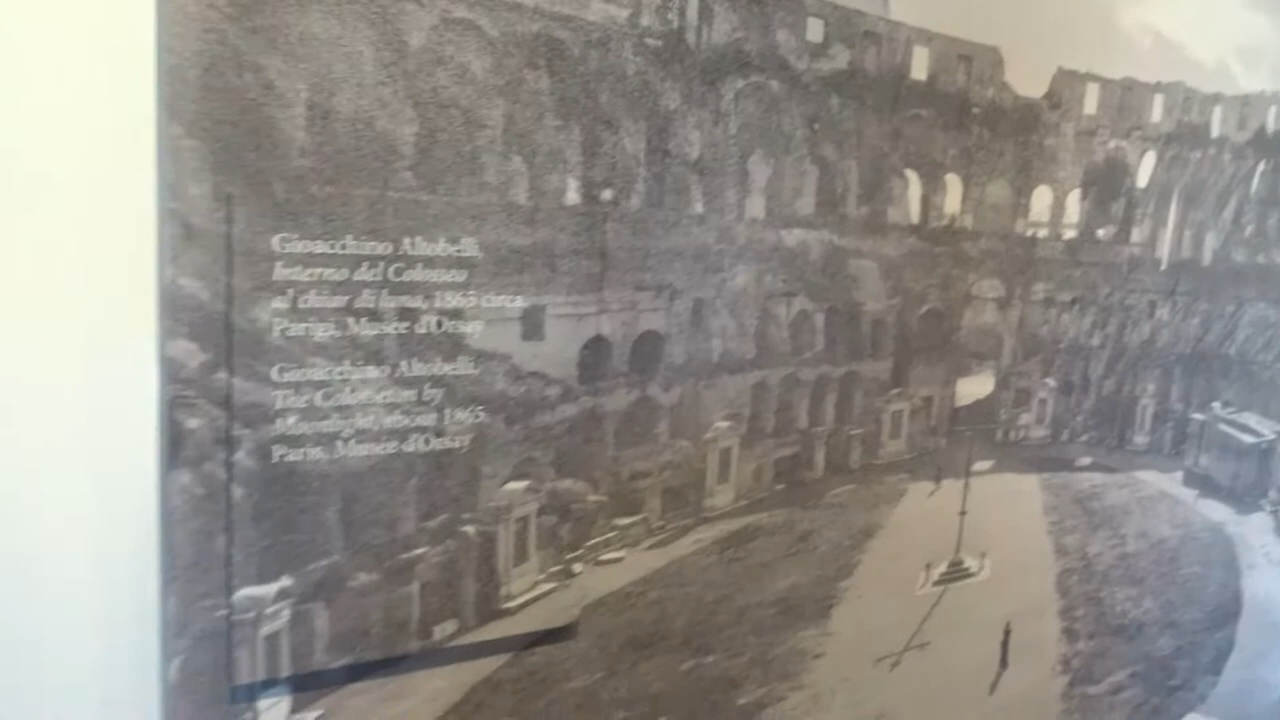 Gioacchino Altobelli,
Interno del Colosseo
al chiar di luna, 1865 circa.
Parigi, Musée d'Orsay
Gioacchino Altobelli.
The Colosseum by
Moonlight, about 1865.
Paris, Musée d'Orsay